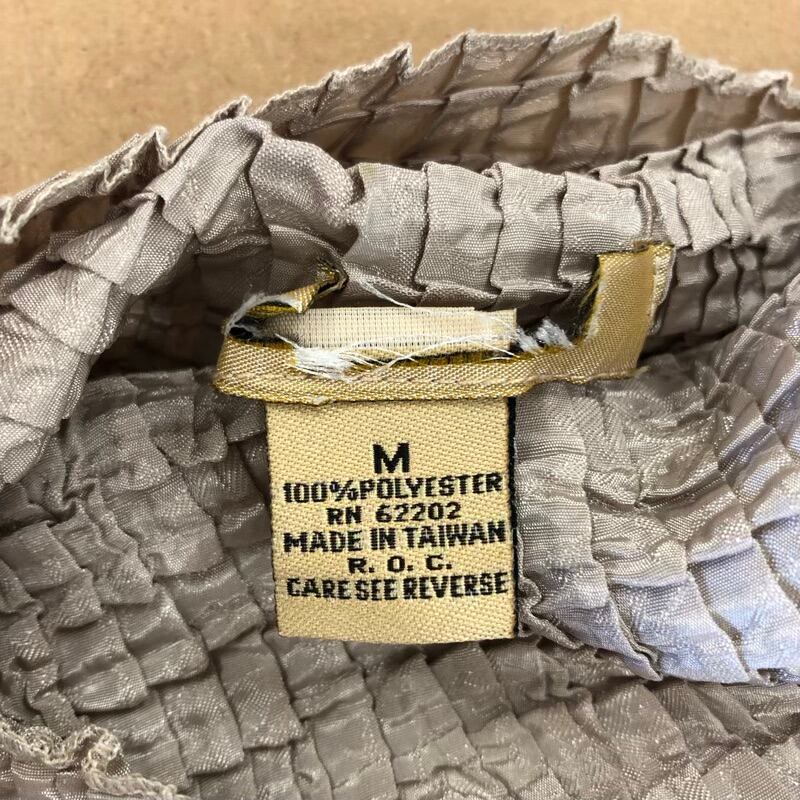 M
100%POLYESTER
RN 62202
MADE IN TAIWAN
R. O. C.
CARE SEE REVERSE